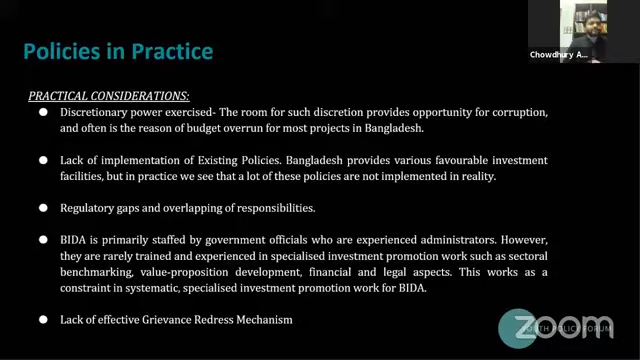 Policies in Practice
Chowdhury A...
PRACTICAL CONSIDERATIONS:
● Discretionary power exercised- The room for such discretion provides opportunity for corruption,
and often is the reason of budget overrun for most projects in Bangladesh.
● Lack of implementation of Existing Policies. Bangladesh provides various favourable investment
facilities, but in practice we see that a lot of these policies are not implemented in reality.
● Regulatory gaps and overlapping of responsibilities.
● BIDA is primarily staffed by government officials who are experienced administrators. However,
they are rarely trained and experienced in specialised investment promotion work such as sectoral
benchmarking, value-proposition development, financial and legal aspects. This works as a
constraint in systematic, specialised investment promotion work for BIDA.
● Lack of effective Grievance Redress Mechanism
zoom
POLICY FORUM